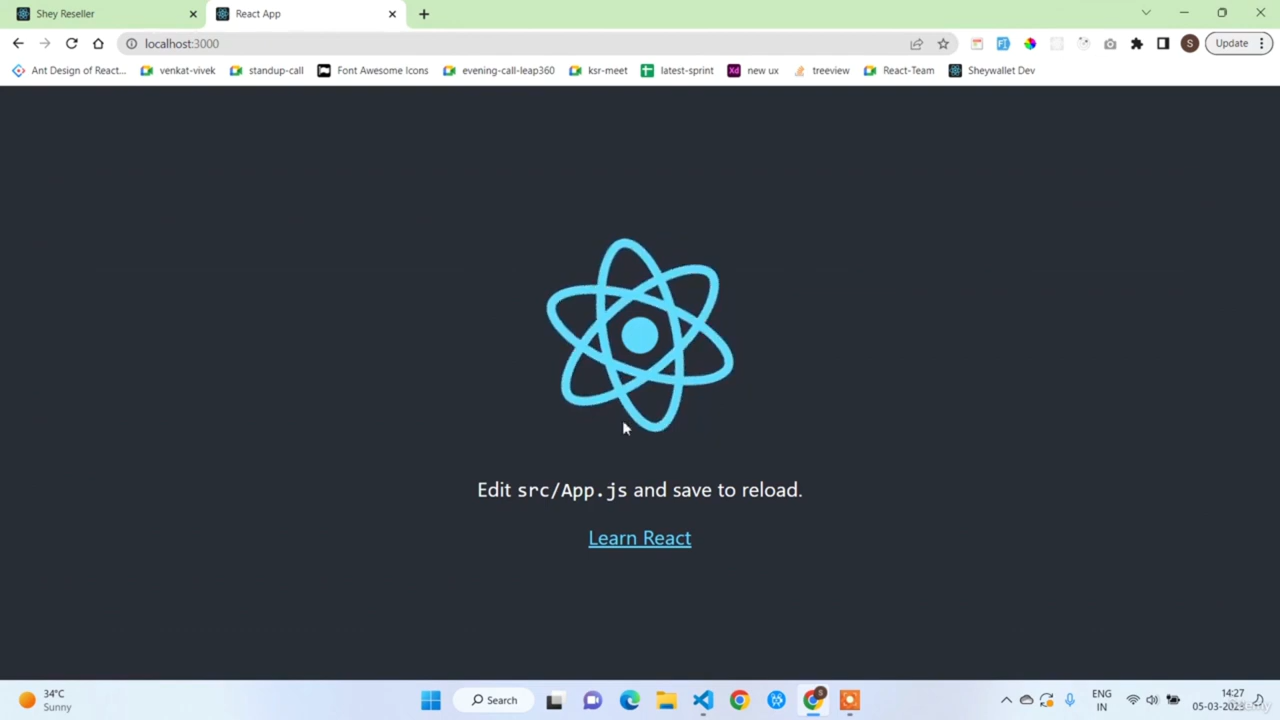 Shey Reseller
React App
localhost:3000
S
Update
Ant Design of React...
venkat-vivek
standup-call
Font Awesome Icons
evening-call-leap360
ksr-meet
latest-sprint
Xd
new ux
treeview
React-Team
Sheywallet Dev
Edit src/App.js and save to reload.
Learn React
34°C
Sunny
Search
ENG
IN
14:27
05-03-2023